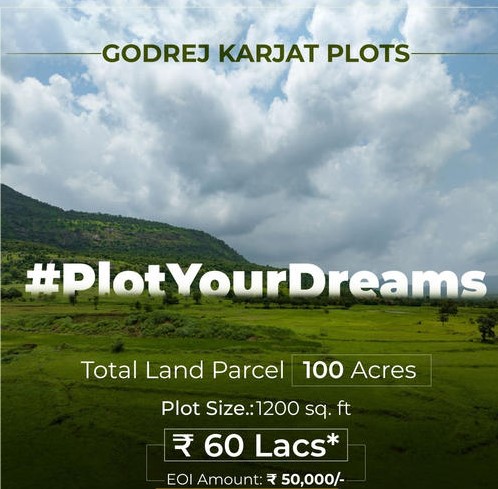 GODREJ KARJAT PLOTS
#PlotYourDreams
Total Land Parcel 100 Acres
Plot Size.:1200 sq. ft
₹ 60 Lacs*
EOI Amount: ₹ 50,000/-